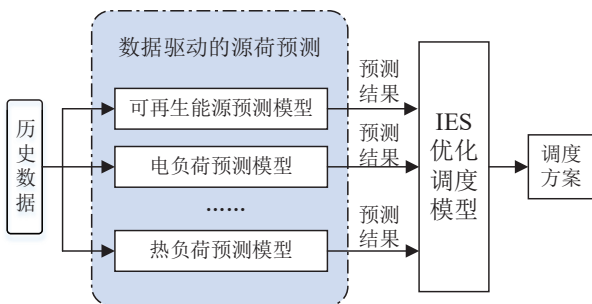 历史数据
数据驱动的源荷预测
可再生能源预测模型
电负荷预测模型
……
热负荷预测模型
预测
结果
预测
结果
预测
结果
IES
优化
调度
模型
调度
方案